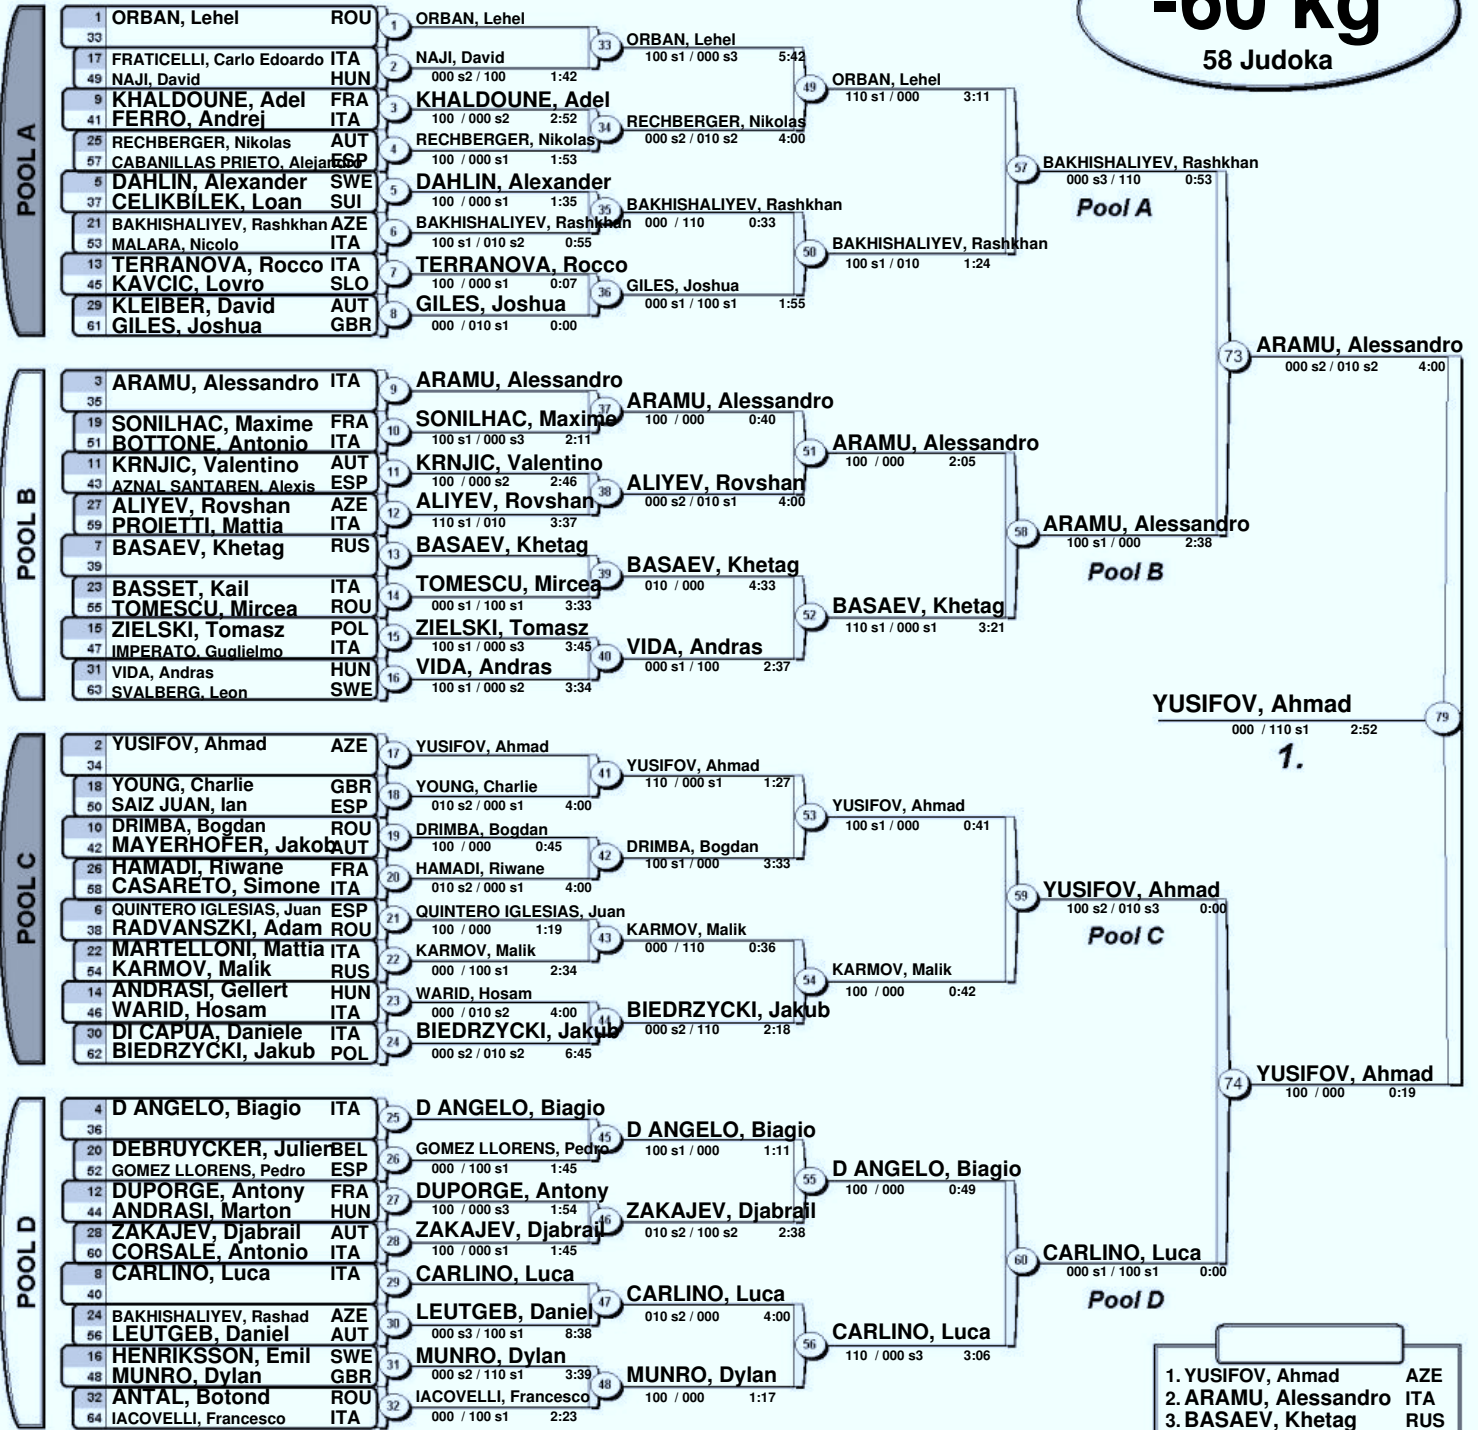 -60 kg
58 Judoka
POOL A
1 ORBAN, Lehel ROU
33
17 FRATICELLI, Carlo Edoardo ITA
49 NAJI, David HUN
9 KHALDOUNE, Adel FRA
41 FERRO, Andrej ITA
25 RECHBERGER, Nikolas AUT
57 CABANILLAS PRIETO, Alejandro ESP
5 DAHLIN, Alexander SWE
37 CELIKBILEK, Loan SUI
21 BAKHISHALIYEV, Rashkhan AZE
53 MALARA, Nicolo ITA
13 TERRANOVA, Rocco ITA
45 KAVCIC, Lovro SLO
29 KLEIBER, David AUT
61 GILES, Joshua GBR
1 ORBAN, Lehel
2 NAJI, David
000 s2 / 100 1:42
3 KHALDOUNE, Adel
100 / 000 s2 2:52
4 RECHBERGER, Nikolas
100 / 000 s1 1:53
5 DAHLIN, Alexander
100 / 000 s1 1:35
6 BAKHISHALIYEV, Rashkhan
100 s1 / 010 s2 0:55
7 TERRANOVA, Rocco
100 / 000 s1 0:07
8 GILES, Joshua
000 / 010 s1 0:00
33 ORBAN, Lehel
100 s1 / 000 s3 5:42
34 RECHBERGER, Nikolas
000 s2 / 010 s2 4:00
35 BAKHISHALIYEV, Rashkhan
000 / 110 0:33
36 GILES, Joshua
000 s1 / 100 s1 1:55
49 ORBAN, Lehel
110 s1 / 000 3:11
50 BAKHISHALIYEV, Rashkhan
100 s1 / 010 1:24
57 BAKHISHALIYEV, Rashkhan
000 s3 / 110 0:53
Pool A
POOL B
3 ARAMU, Alessandro ITA
35
19 SONILHAC, Maxime FRA
51 BOTTONE, Antonio ITA
11 KRNJIC, Valentino AUT
43 AZNAL SANTAREN, Alexis ESP
27 ALIYEV, Rovshan AZE
59 PROIETTI, Mattia ITA
7 BASAEV, Khetag RUS
39
23 BASSET, Kail ITA
55 TOMESCU, Mircea ROU
15 ZIELSKI, Tomasz POL
47 IMPERATO, Guglielmo ITA
31 VIDA, Andras HUN
63 SVALBERG, Leon SWE
9 ARAMU, Alessandro
10 SONILHAC, Maxime
100 s1 / 000 s3 2:11
11 KRNJIC, Valentino
100 / 000 s2 2:46
12 ALIYEV, Rovshan
110 s1 / 010 3:37
13 BASAEV, Khetag
14 TOMESCU, Mircea
000 s1 / 100 s1 3:33
15 ZIELSKI, Tomasz
100 s1 / 000 s3 3:45
16 VIDA, Andras
100 s1 / 000 s2 3:34
37 ARAMU, Alessandro
100 / 000 0:40
38 ALIYEV, Rovshan
000 s2 / 010 s1 4:00
39 BASAEV, Khetag
010 / 000 4:33
40 VIDA, Andras
000 s1 / 100 2:37
51 ARAMU, Alessandro
100 / 000 2:05
52 BASAEV, Khetag
110 s1 / 000 s1 3:21
58 ARAMU, Alessandro
100 s1 / 000 2:38
Pool B
73 ARAMU, Alessandro
000 s2 / 010 s2 4:00
YUSIFOV, Ahmad 79
000 / 110 s1 2:52
1.
POOL C
2 YUSIFOV, Ahmad AZE
34
18 YOUNG, Charlie GBR
50 SAIZ JUAN, Ian ESP
10 DRIMBA, Bogdan ROU
42 MAYERHOFER, Jakob AUT
26 HAMADI, Riwane FRA
58 CASARETO, Simone ITA
6 QUINTERO IGLESIAS, Juan ESP
38 RADVANSZKI, Adam ROU
22 MARTELLONI, Mattia ITA
54 KARMOV, Malik RUS
14 ANDRASI, Gellert HUN
46 WARID, Hosam ITA
30 DI CAPUA, Daniele ITA
62 BIEDRZYCKI, Jakub POL
17 YUSIFOV, Ahmad
18 YOUNG, Charlie
010 s2 / 000 s1 4:00
19 DRIMBA, Bogdan
100 / 000 0:45
20 HAMADI, Riwane
010 s2 / 000 s1 4:00
21 QUINTERO IGLESIAS, Juan
100 / 000 1:19
22 KARMOV, Malik
000 / 100 s1 2:34
23 WARID, Hosam
000 / 010 s2 4:00
24 BIEDRZYCKI, Jakub
000 s2 / 010 s2 6:45
41 YUSIFOV, Ahmad
110 / 000 s1 1:27
42 DRIMBA, Bogdan
100 s1 / 000 3:33
43 KARMOV, Malik
000 / 110 0:36
44 BIEDRZYCKI, Jakub
000 s2 / 110 2:18
53 YUSIFOV, Ahmad
100 s1 / 000 0:41
54 KARMOV, Malik
100 / 000 0:42
59 YUSIFOV, Ahmad
100 s2 / 010 s3 0:00
Pool C
74 YUSIFOV, Ahmad
100 / 000 0:19
POOL D
4 D ANGELO, Biagio ITA
36
20 DEBRUYCKER, Julien BEL
52 GOMEZ LLORENS, Pedro ESP
12 DUPORGE, Antony FRA
44 ANDRASI, Marton HUN
28 ZAKAJEV, Djabrail AUT
60 CORSALE, Antonio ITA
8 CARLINO, Luca ITA
40
24 BAKHISHALIYEV, Rashad AZE
56 LEUTGEB, Daniel AUT
16 HENRIKSSON, Emil SWE
48 MUNRO, Dylan GBR
32 ANTAL, Botond ROU
64 IACOVELLI, Francesco ITA
25 D ANGELO, Biagio
26 GOMEZ LLORENS, Pedro
000 / 100 s1 1:45
27 DUPORGE, Antony
100 / 000 s3 1:54
28 ZAKAJEV, Djabrail
100 / 000 s1 1:45
29 CARLINO, Luca
30 LEUTGEB, Daniel
000 s3 / 100 s1 8:38
31 MUNRO, Dylan
000 s2 / 110 s1 3:39
32 IACOVELLI, Francesco
000 / 100 s1 2:23
45 D ANGELO, Biagio
100 s1 / 000 1:11
46 ZAKAJEV, Djabrail
010 s2 / 100 s2 2:38
47 CARLINO, Luca
010 s2 / 000 4:00
48 MUNRO, Dylan
100 / 000 1:17
55 D ANGELO, Biagio
100 / 000 0:49
56 CARLINO, Luca
110 / 000 s3 3:06
60 CARLINO, Luca
000 s1 / 100 s1 0:00
Pool D
1. YUSIFOV, Ahmad AZE
2. ARAMU, Alessandro ITA
3. BASAEV, Khetag RUS